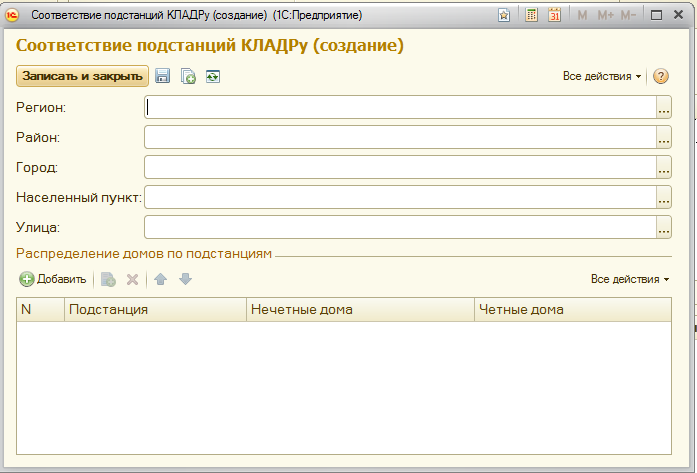 Соответствие подстанций КЛАДРу (создание) (1С:Предприятие)
M M+ M-
Соответствие подстанций КЛАДРу (создание)
Записать и закрыть Все действия
Регион:
Район:
Город:
Населенный пункт:
Улица:
Распределение домов по подстанциям
Добавить Все действия
N Подстанция Нечетные дома Четные дома